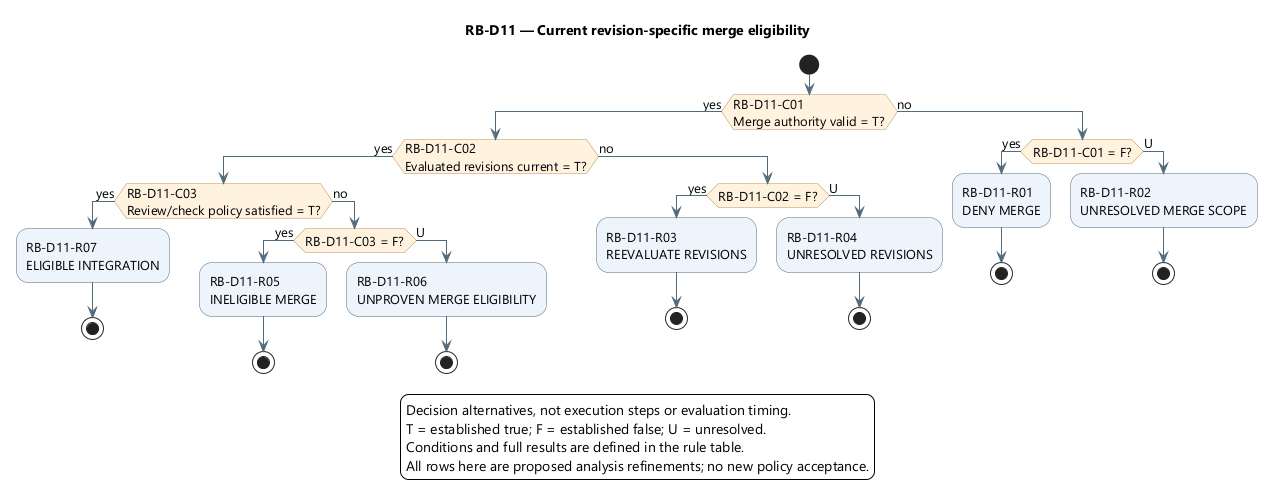 RB-D11 — Current revision-specific merge eligibility
RB-D11-C01
Merge authority valid = T?
yes
no
RB-D11-C02
Evaluated revisions current = T?
yes
no
RB-D11-C01 = F?
yes
U
RB-D11-C03
Review/check policy satisfied = T?
yes
no
RB-D11-C02 = F?
yes
U
RB-D11-R01
DENY MERGE
RB-D11-R02
UNRESOLVED MERGE SCOPE
RB-D11-R07
ELIGIBLE INTEGRATION
RB-D11-C03 = F?
yes
U
RB-D11-R03
REEVALUATE REVISIONS
RB-D11-R04
UNRESOLVED REVISIONS
RB-D11-R05
INELIGIBLE MERGE
RB-D11-R06
UNPROVEN MERGE ELIGIBILITY
Decision alternatives, not execution steps or evaluation timing.
T = established true; F = established false; U = unresolved.
Conditions and full results are defined in the rule table.
All rows here are proposed analysis refinements; no new policy acceptance.